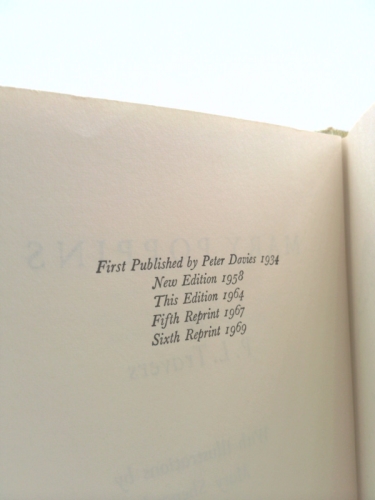 First Published by Peter Davies 1934
New Edition 1958
This Edition 1964
Fifth Reprint 1967
Sixth Reprint 1969